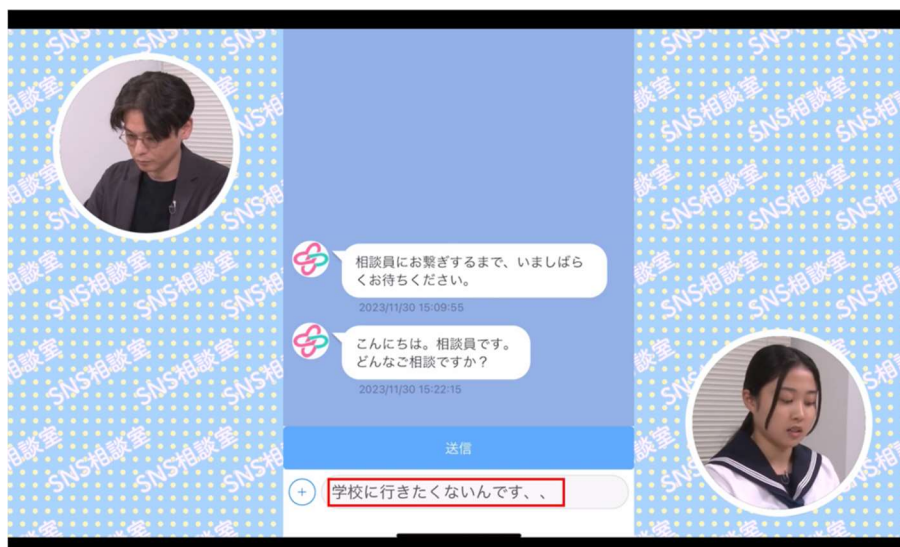 SNS相談室
相談員にお繋ぎするまで、いましばら
くお待ちください。
2023/11/30 15:09:55
こんにちは。相談員です。
どんなご相談ですか？
2023/11/30 15:22:15
送信
+
学校に行きたくないんです、、